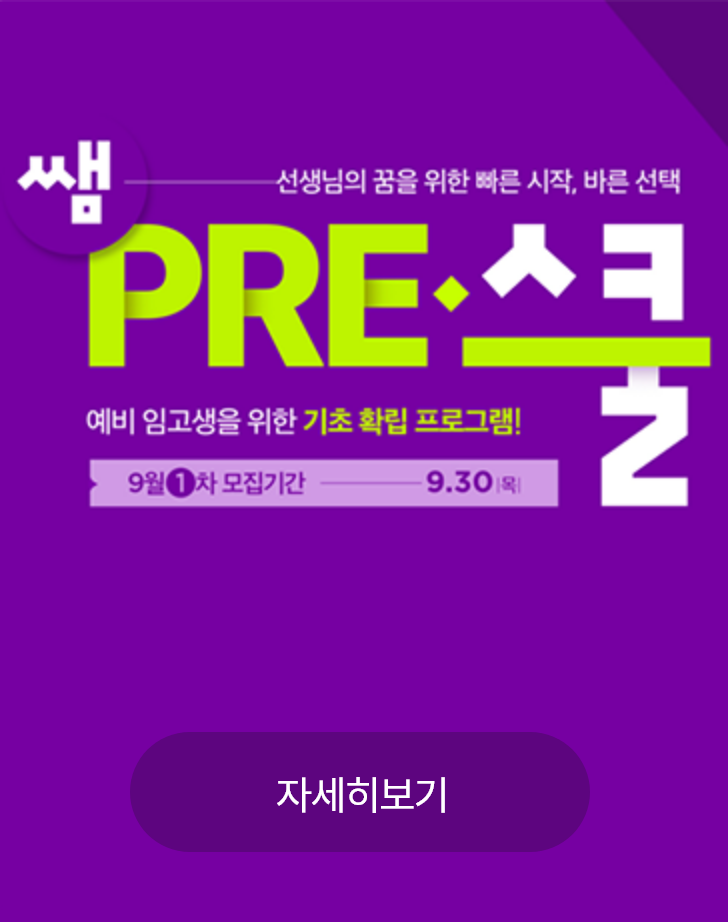 쌤
선생님의 꿈을 위한 빠른 시작, 바른 선택
PRE·스쿨
예비 임고생을 위한 기초 확립 프로그램!
9월 1차 모집기간 9.30 |목|
자세히보기